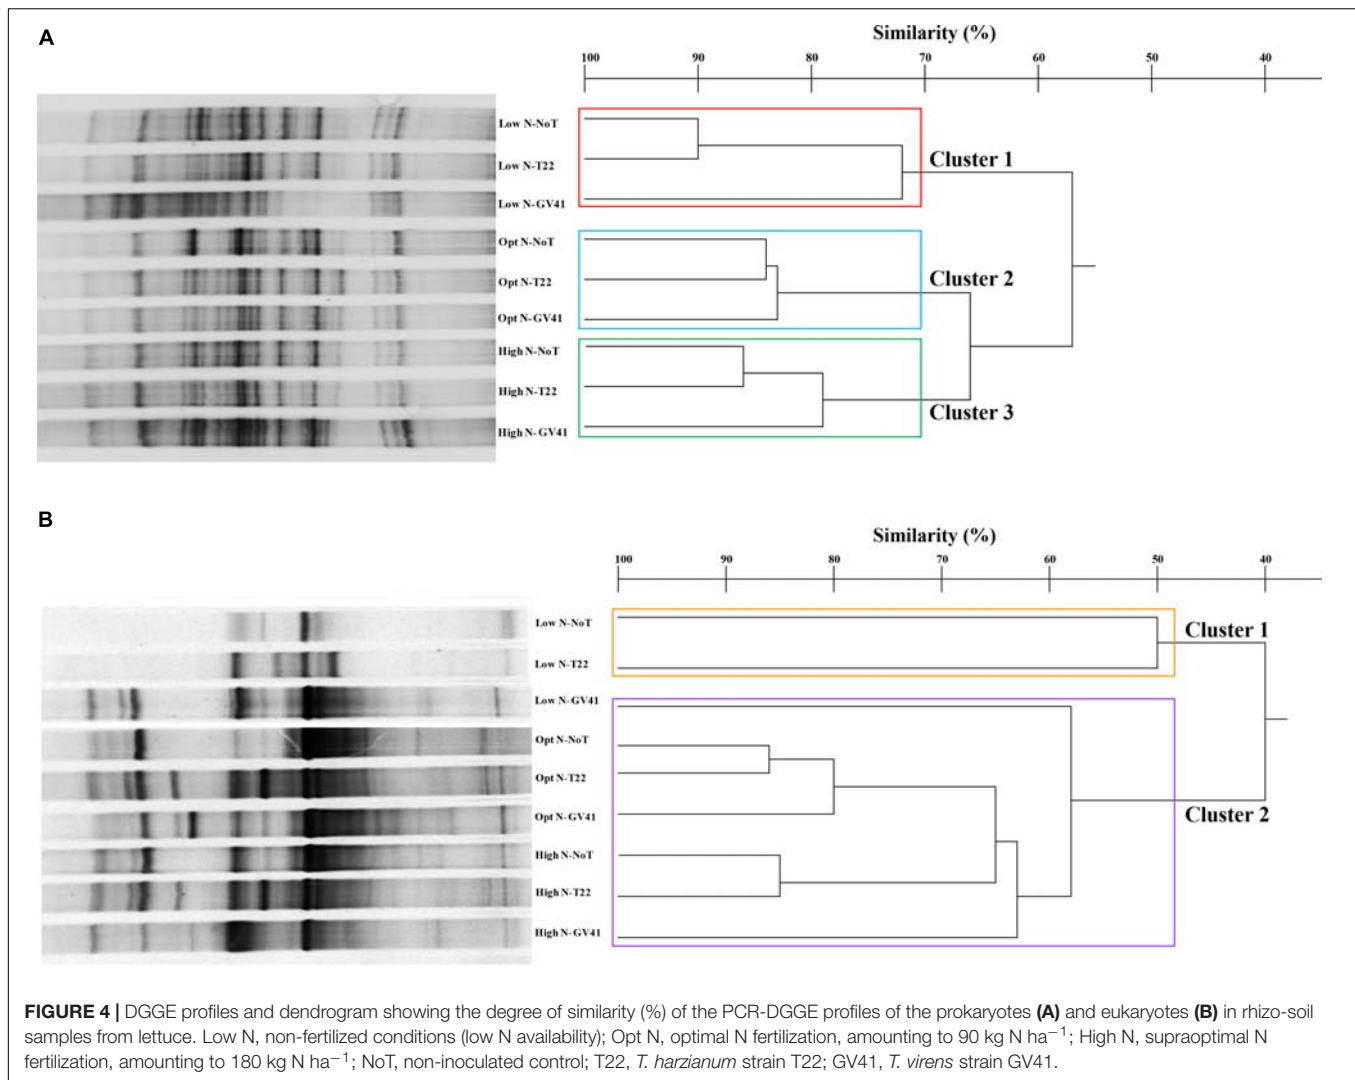 A
Similarity (%)
100 90 80 70 60 50 40
Low N-NoT
Low N-T22
Low N-GV41
Opt N-NoT
Opt N-T22
Opt N-GV41
High N-NoT
High N-T22
High N-GV41
Cluster 1
Cluster 2
Cluster 3
B
Similarity (%)
100 90 80 70 60 50 40
Low N-NoT
Low N-T22
Low N-GV41
Opt N-NoT
Opt N-T22
Opt N-GV41
High N-NoT
High N-T22
High N-GV41
Cluster 1
Cluster 2
FIGURE 4 | DGGE profiles and dendrogram showing the degree of similarity (%) of the PCR-DGGE profiles of the prokaryotes (A) and eukaryotes (B) in rhizo-soil
samples from lettuce. Low N, non-fertilized conditions (low N availability); Opt N, optimal N fertilization, amounting to 90 kg N ha⁻¹; High N, supraoptimal N
fertilization, amounting to 180 kg N ha⁻¹; NoT, non-inoculated control; T22, T. harzianum strain T22; GV41, T. virens strain GV41.